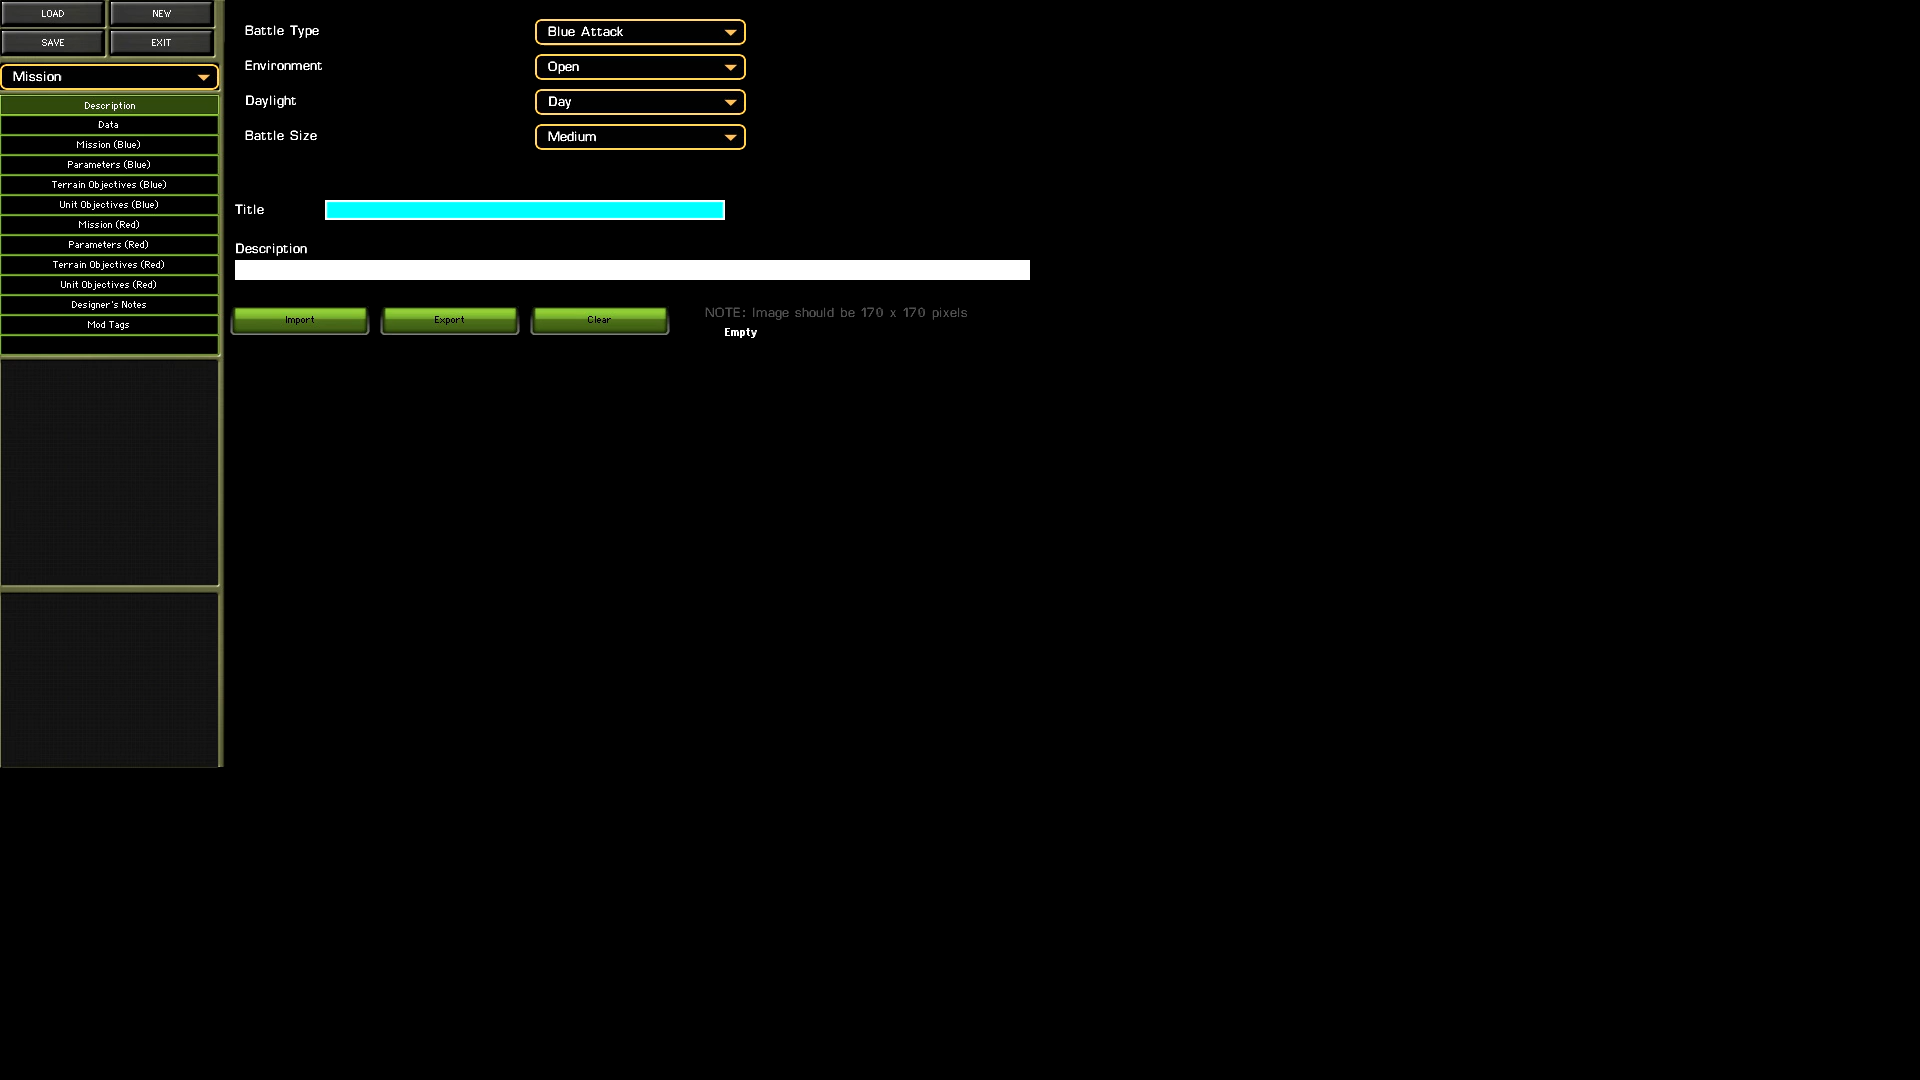 LOAD NEW
SAVE EXIT
Mission
Description
Data
Mission (Blue)
Parameters (Blue)
Terrain Objectives (Blue)
Unit Objectives (Blue)
Mission (Red)
Parameters (Red)
Terrain Objectives (Red)
Unit Objectives (Red)
Designer's Notes
Mod Tags
Battle Type Blue Attack
Environment Open
Daylight Day
Battle Size Medium
Title
Description
Import Export Clear
NOTE: Image should be 170 x 170 pixels
Empty